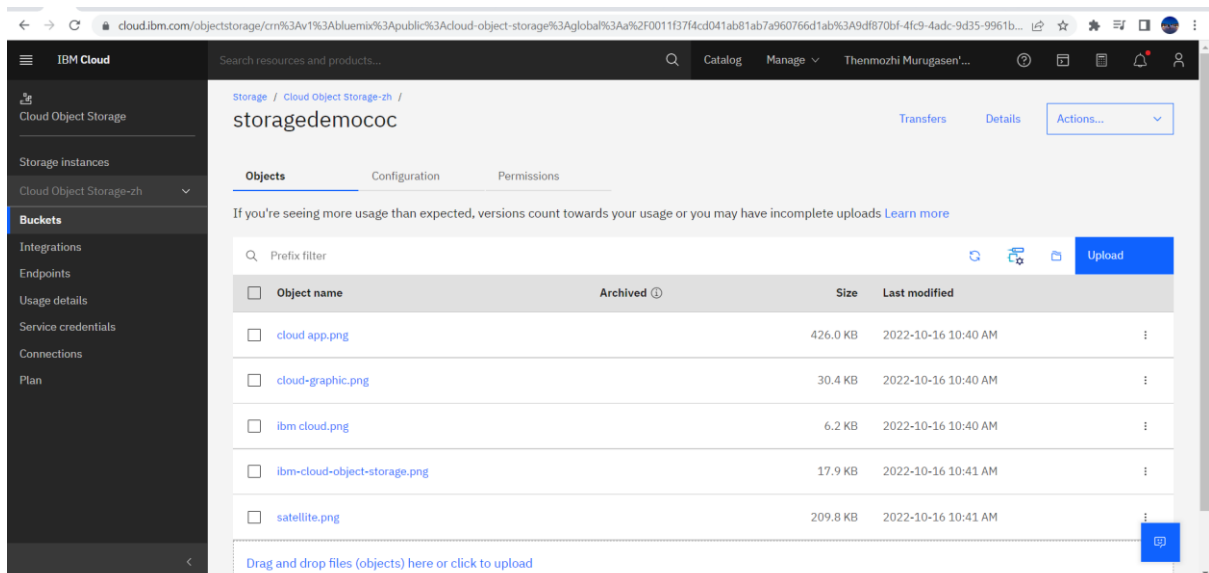 cloud.ibm.com/objectstorage/crn%3Av1%3Abluemix%3Apublic%3Acloud-object-storage%3Aglobal%3Aa%2F0011f37f4cd041ab81ab7a960766d1ab%3A9df870bf-4fc9-4adc-9d35-9961b...
IBM Cloud
Search resources and products...
Catalog
Manage
Thenmozhi Murugasen'...
Cloud Object Storage
Storage instances
Cloud Object Storage-zh
Buckets
Integrations
Endpoints
Usage details
Service credentials
Connections
Plan
Storage / Cloud Object Storage-zh /
storagedemococ
Transfers
Details
Actions...
Objects
Configuration
Permissions
If you're seeing more usage than expected, versions count towards your usage or you may have incomplete uploads Learn more
Prefix filter
Upload
Object name Archived Size Last modified
cloud app.png 426.0 KB 2022-10-16 10:40 AM
cloud-graphic.png 30.4 KB 2022-10-16 10:40 AM
ibm cloud.png 6.2 KB 2022-10-16 10:40 AM
ibm-cloud-object-storage.png 17.9 KB 2022-10-16 10:41 AM
satellite.png 209.8 KB 2022-10-16 10:41 AM
Drag and drop files (objects) here or click to upload